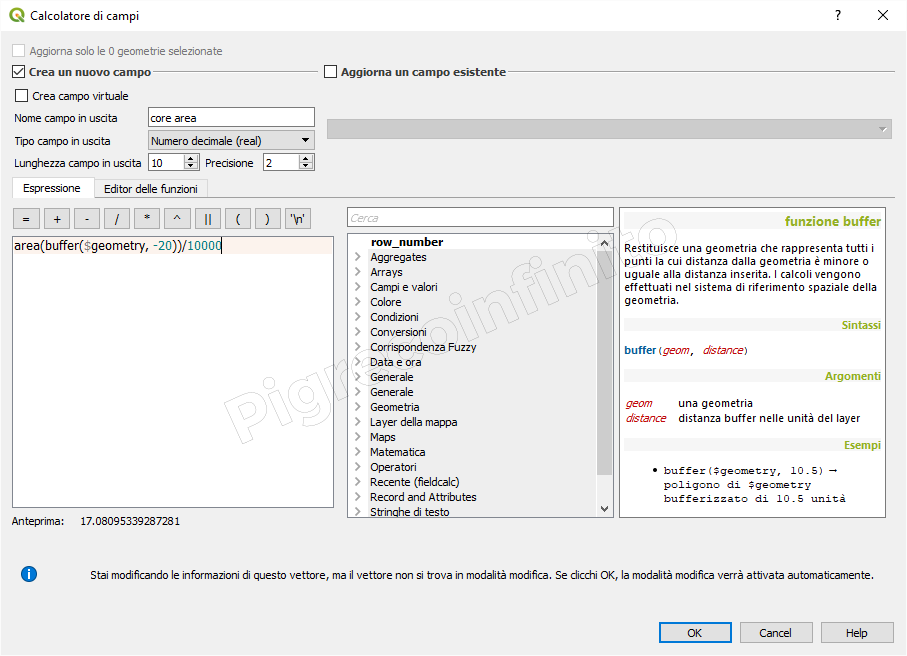 Calcolatore di campi
?
Aggiorna solo le 0 geometrie selezionate
Crea un nuovo campo
Aggiorna un campo esistente
Crea campo virtuale
Nome campo in uscita
core area
Tipo campo in uscita
Numero decimale (real)
Lunghezza campo in uscita
10
Precisione
2
Espressione
Editor delle funzioni
= + - / * ^ || ( ) '\n'
area(buffer($geometry, -20))/10000
Anteprima: 17.08095339287281
Cerca
row_number
Aggregates
Arrays
Campi e valori
Colore
Condizioni
Conversioni
Corrispondenza Fuzzy
Data e ora
Generale
Generale
Geometria
Layer della mappa
Maps
Matematica
Operatori
Recente (fieldcalc)
Record and Attributes
Stringhe di testo
funzione buffer
Restituisce una geometria che rappresenta tutti i
punti la cui distanza dalla geometria è minore o
uguale alla distanza inserita. I calcoli vengono
effettuati nel sistema di riferimento spaziale della
geometria.
Sintassi
buffer(geom, distance)
Argomenti
geom una geometria
distance distanza buffer nelle unità del layer
Esempi
• buffer($geometry, 10.5) →
poligono di $geometry
bufferizzato di 10.5 unità
Pigrecoinfinito
Stai modificando le informazioni di questo vettore, ma il vettore non si trova in modalità modifica. Se clicchi OK, la modalità modifica verrà attivata automaticamente.
OK
Cancel
Help